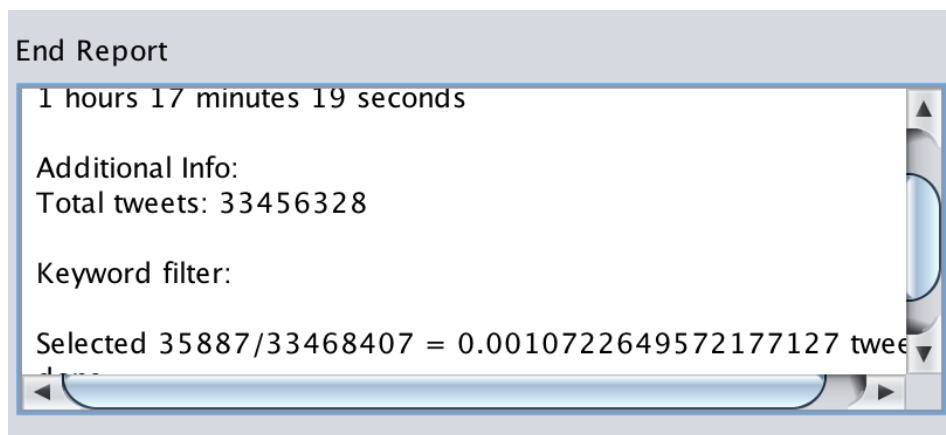 End Report
1 hours 17 minutes 19 seconds
Additional Info:
Total tweets: 33456328
Keyword filter:
Selected 35887/33468407 = 0.0010722649572177127 twee